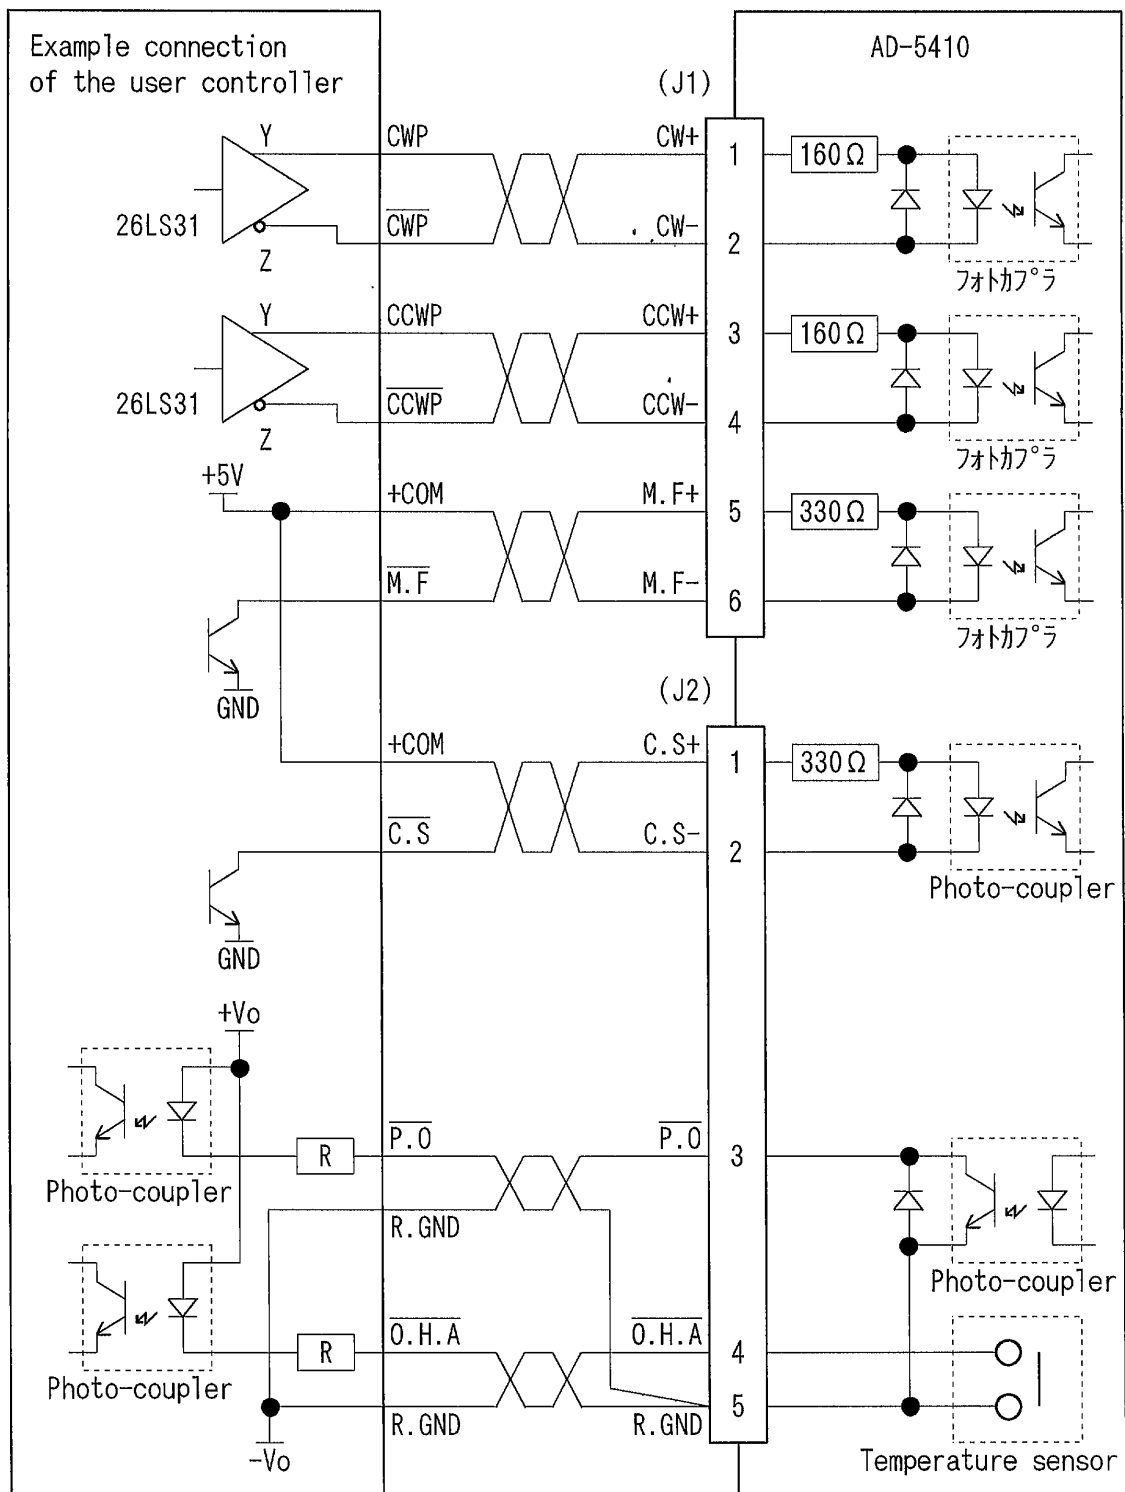 Example connection
of the user controller
AD-5410
(J1)
Y
CWP
CW+
1
160Ω
26LS31
C̅W̅P̅
CW-
2
Z
フォトカプラ
Y
CCWP
CCW+
3
160Ω
26LS31
C̅C̅W̅P̅
CCW-
4
Z
フォトカプラ
+5V
+COM
M.F+
5
330Ω
M̅.̅F̅
M.F-
6
フォトカプラ
GND
(J2)
+COM
C.S+
1
330Ω
C̅.̅S̅
C.S-
2
Photo-coupler
GND
+Vo
P̅.̅O̅
P̅.̅O̅
3
R
Photo-coupler
R.GND
Photo-coupler
O̅.̅H̅.̅A̅
O̅.̅H̅.̅A̅
4
R
Photo-coupler
5
R.GND
R.GND
-Vo
Temperature sensor